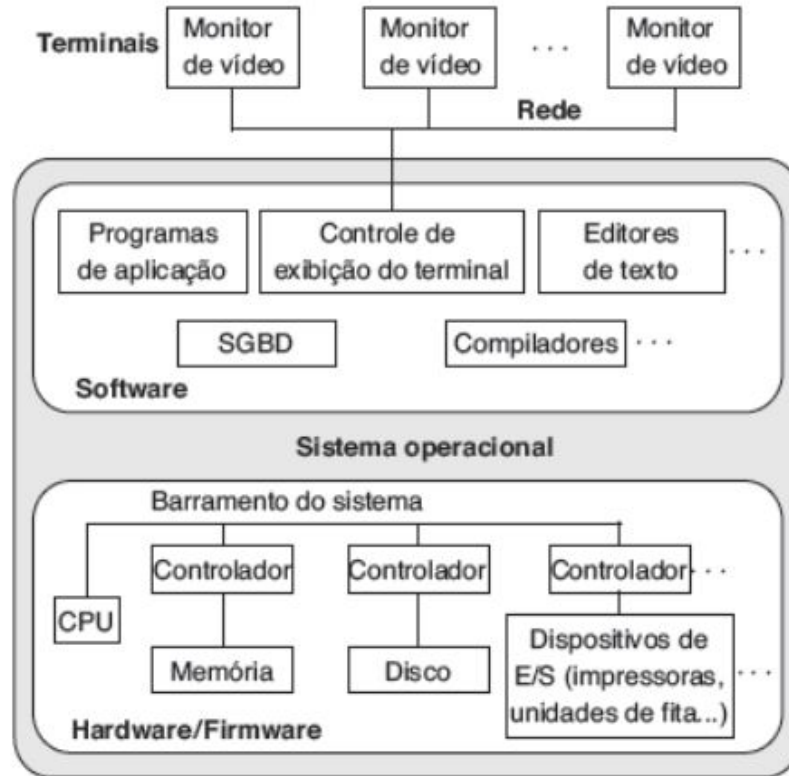 Terminais
Monitor
de vídeo
Monitor
de vídeo
. . .
Monitor
de vídeo
Rede
Programas
de aplicação
Controle de
exibição do terminal
Editores
de texto
. . .
SGBD
Compiladores
. . .
Software
Sistema operacional
Barramento do sistema
Controlador
Controlador
Controlador
. . .
CPU
Memória
Disco
Dispositivos de
E/S (impressoras,
unidades de fita...)
. . .
Hardware/Firmware